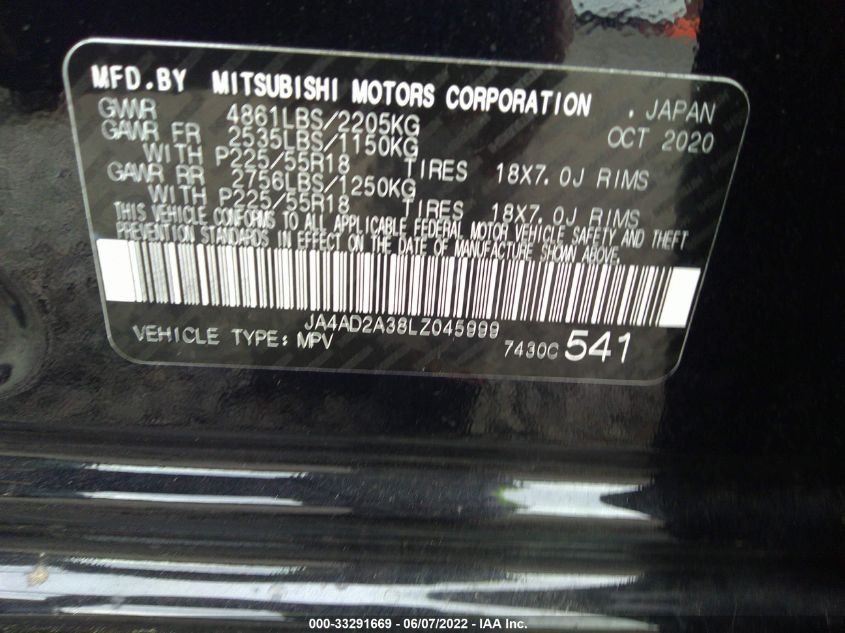 MFD.BY MITSUBISHI MOTORS CORPORATION . JAPAN
GWWR 4861LBS/2205KG OCT 2020
GAWR FR 2535LBS/1150KG
WITH P225/55R18 TIRES 18X7.0J RIMS
GAWR RR 2756LBS/1250KG
WITH P225/55R18 TIRES 18X7.0J RIMS
THIS VEHICLE CONFORMS TO ALL APPLICABLE FEDERAL MOTOR VEHICLE SAFETY AND THEFT
PREVENTION STANDARDS IN EFFECT ON THE DATE OF MANUFACTURE SHOWN ABOVE.
JA4AD2A38LZ045999
VEHICLE TYPE: MPV 7430C 541
000-33291669 - 06/07/2022 - IAA Inc.